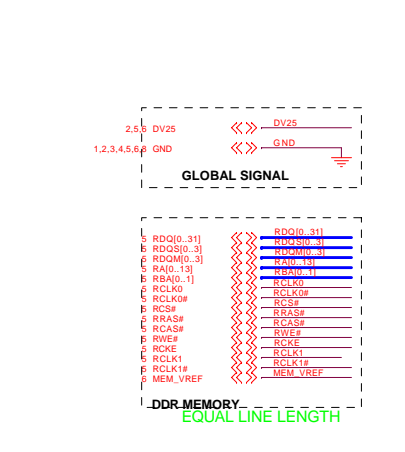 2,5,6 DV25 DV25
1,2,3,4,5,6,8 GND GND
GLOBAL SIGNAL
5 RDQ[0..31] RDQ[0..31]
5 RDQS[0..3] RDQS[0..3]
5 RDQM[0..3] RDQM[0..3]
5 RA[0..13] RA[0..13]
5 RBA[0..1] RBA[0..1]
5 RCLK0 RCLK0
5 RCLK0# RCLK0#
5 RCS# RCS#
5 RRAS# RRAS#
5 RCAS# RCAS#
5 RWE# RWE#
5 RCKE RCKE
5 RCLK1 RCLK1
5 RCLK1# RCLK1#
6 MEM_VREF MEM_VREF
DDR MEMORY
EQUAL LINE LENGTH